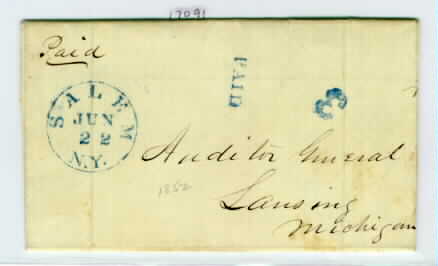 17091
Paid
PAID
3
SALEM
JUN
22
N.Y.
Auditor General
Lansing
Michigan
1852